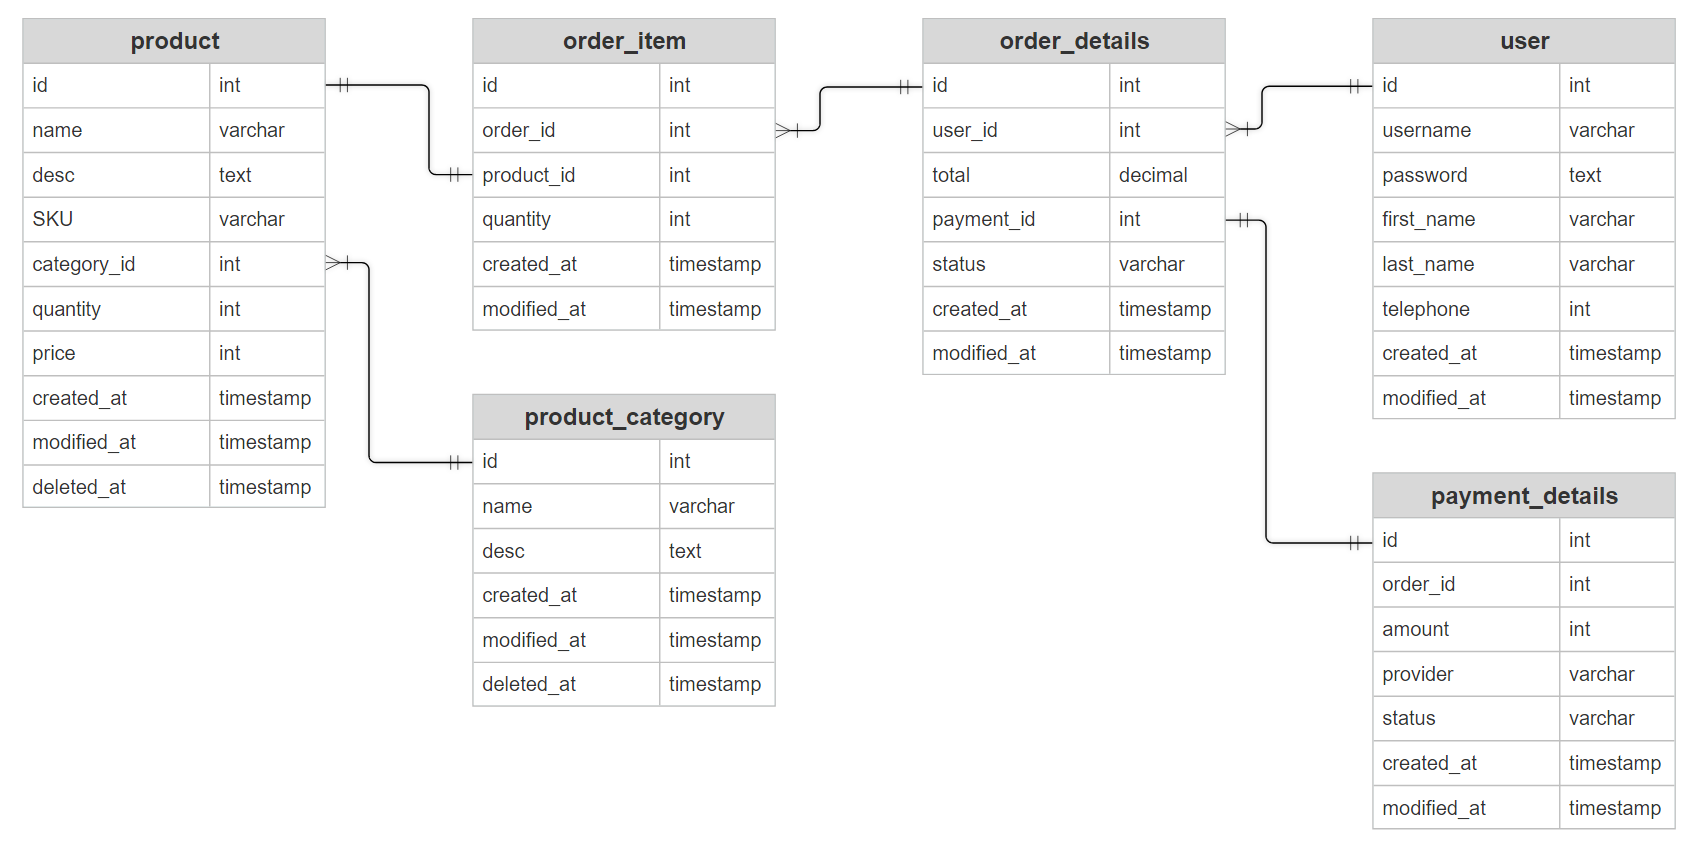 product
id int
name varchar
desc text
SKU varchar
category_id int
quantity int
price int
created_at timestamp
modified_at timestamp
deleted_at timestamp
order_item
id int
order_id int
product_id int
quantity int
created_at timestamp
modified_at timestamp
product_category
id int
name varchar
desc text
created_at timestamp
modified_at timestamp
deleted_at timestamp
order_details
id int
user_id int
total decimal
payment_id int
status varchar
created_at timestamp
modified_at timestamp
user
id int
username varchar
password text
first_name varchar
last_name varchar
telephone int
created_at timestamp
modified_at timestamp
payment_details
id int
order_id int
amount int
provider varchar
status varchar
created_at timestamp
modified_at timestamp